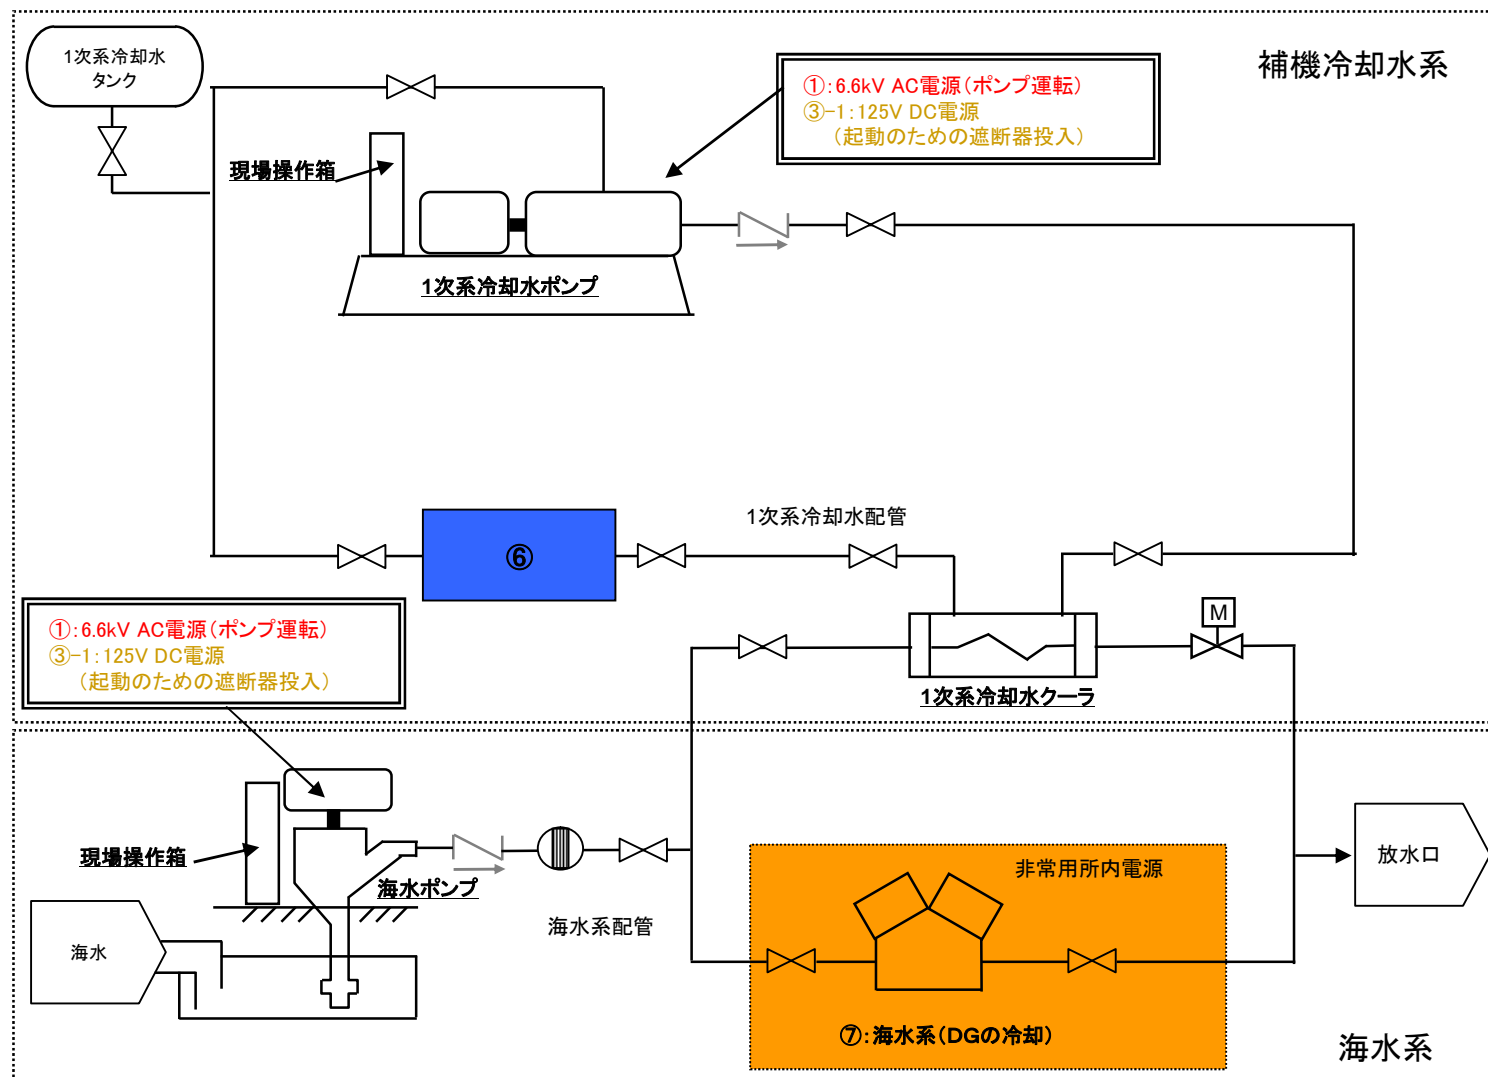 1次系冷却水
タンク
補機冷却水系
①:6.6kV AC電源(ポンプ運転)
③-1:125V DC電源
(起動のための遮断器投入)
現場操作箱
1次系冷却水ポンプ
1次系冷却水配管
⑥
①:6.6kV AC電源(ポンプ運転)
③-1:125V DC電源
(起動のための遮断器投入)
M
1次系冷却水クーラ
現場操作箱
海水ポンプ
海水系配管
海水
非常用所内電源
放水口
⑦:海水系(DGの冷却)
海水系